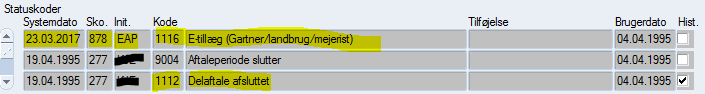 Statuskoder
Systemdato Sko. Init. Kode Tilføjelse Brugerdato Hist.
23.03.2017 878 EAP 1116 E-tillæg (Gartner/landbrug/mejerist) 04.04.1995
19.04.1995 277 9004 Aftaleperiode slutter 04.04.1995
19.04.1995 277 1112 Delaftale afsluttet 04.04.1995